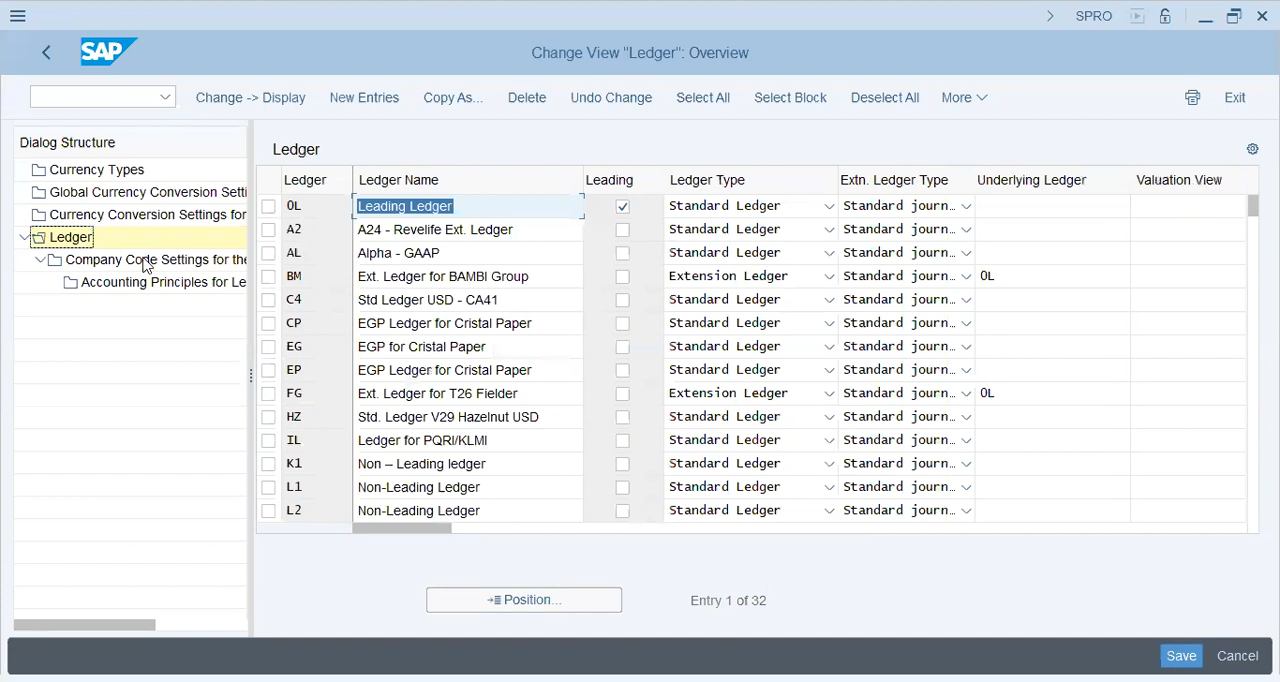 SPRO
SAP
Change View "Ledger": Overview
Change -> Display New Entries Copy As... Delete Undo Change Select All Select Block Deselect All More Exit
Dialog Structure
Currency Types
Global Currency Conversion Setti
Currency Conversion Settings for
Ledger
Company Code Settings for the
Accounting Principles for Le
Ledger
Ledger Ledger Name Leading Ledger Type Extn. Ledger Type Underlying Ledger Valuation View
0L Leading Ledger Standard Ledger Standard journ…
A2 A24 - Revelife Ext. Ledger Standard Ledger Standard journ…
AL Alpha - GAAP Standard Ledger Standard journ…
BM Ext. Ledger for BAMBI Group Extension Ledger Standard journ… 0L
C4 Std Ledger USD - CA41 Standard Ledger Standard journ…
CP EGP Ledger for Cristal Paper Standard Ledger Standard journ…
EG EGP for Cristal Paper Standard Ledger Standard journ…
EP EGP Ledger for Cristal Paper Standard Ledger Standard journ…
FG Ext. Ledger for T26 Fielder Extension Ledger Standard journ… 0L
HZ Std. Ledger V29 Hazelnut USD Standard Ledger Standard journ…
IL Ledger for PQRI/KLMI Standard Ledger Standard journ…
K1 Non – Leading ledger Standard Ledger Standard journ…
L1 Non-Leading Ledger Standard Ledger Standard journ…
L2 Non-Leading Ledger Standard Ledger Standard journ…
Position... Entry 1 of 32
Save Cancel